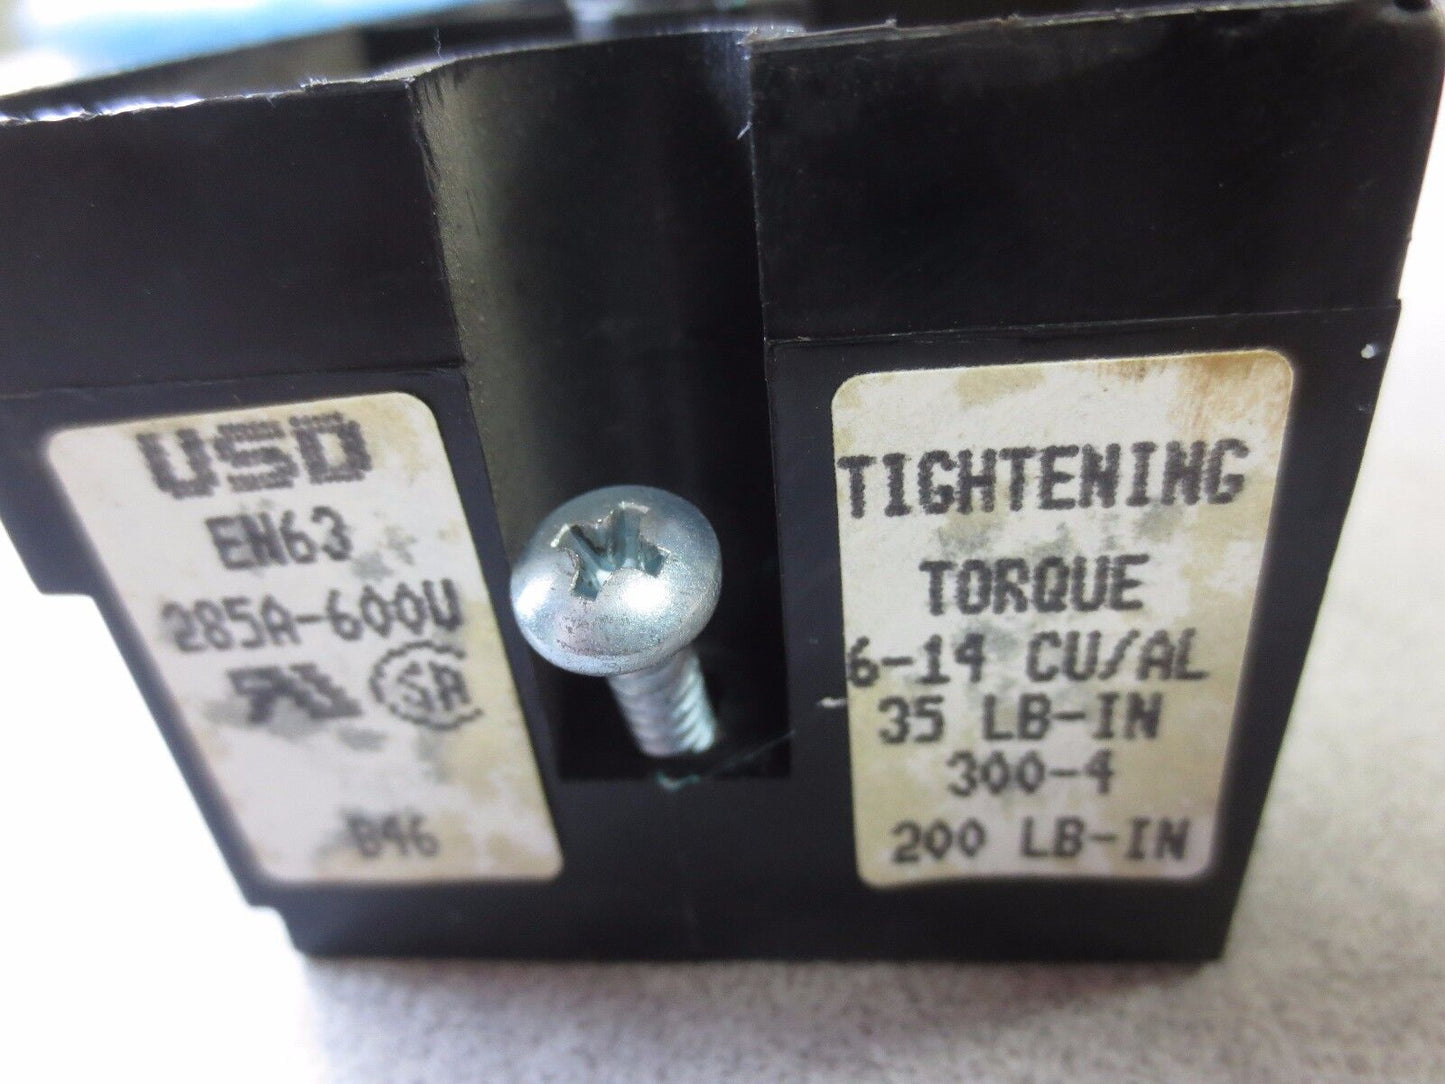 USD
EN63
285A-600V
SA
B46
TIGHTENING
TORQUE
6-14 CU/AL
35 LB-IN
300-4
200 LB-IN